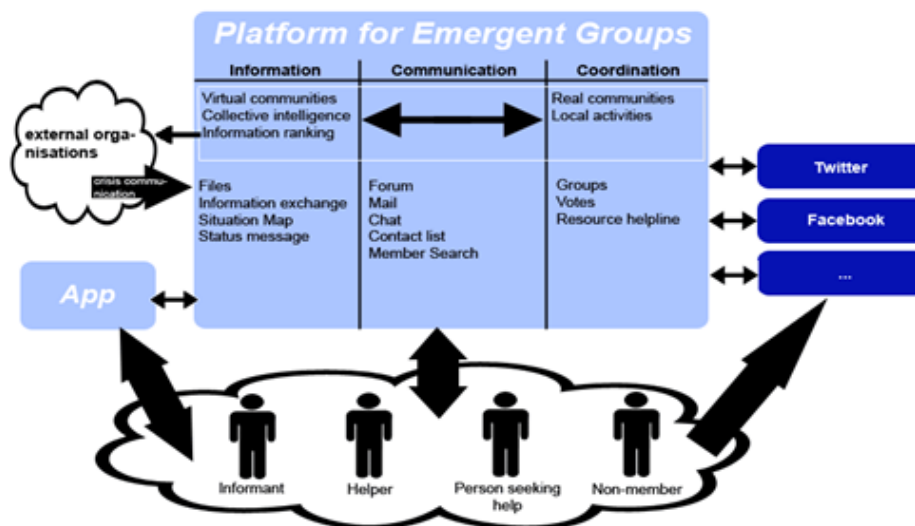 Platform for Emergent Groups
Information
Communication
Coordination
Virtual communities
Collective intelligence
Information ranking
Real communities
Local activities
external orga-
nisations
crisis commu-
nication
Files
Information exchange
Situation Map
Status message
Forum
Mail
Chat
Contact list
Member Search
Groups
Votes
Resource helpline
Twitter
Facebook
...
App
Informant
Helper
Person seeking
help
Non-member